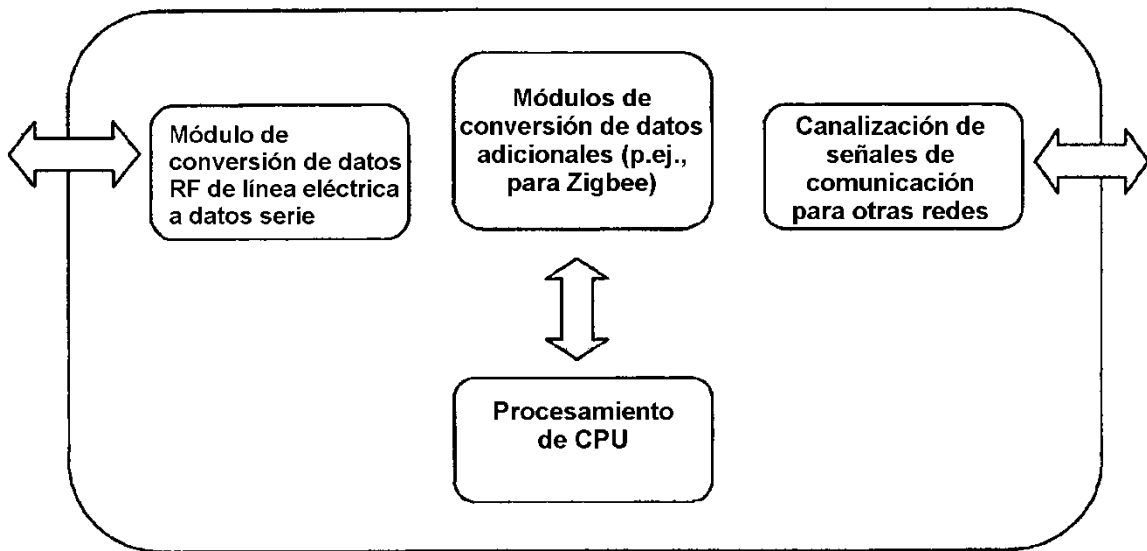 Módulo de
conversión de datos
RF de línea eléctrica
a datos serie
Módulos de
conversión de datos
adicionales (p.ej.,
para Zigbee)
Canalización de
señales de
comunicación
para otras redes
Procesamiento
de CPU